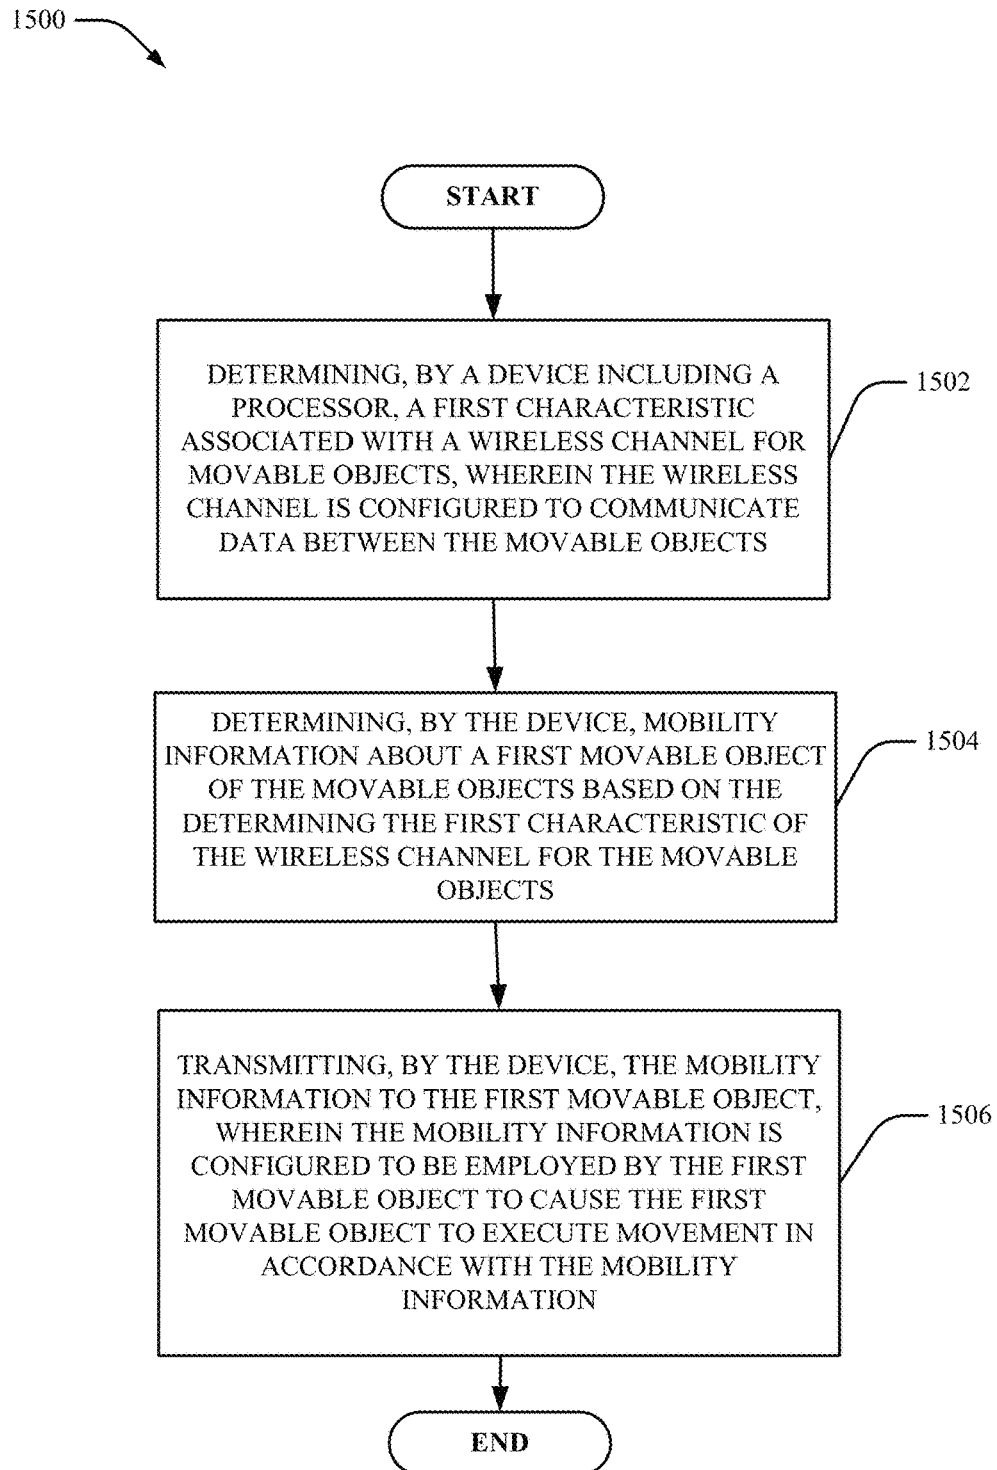 1500
START
DETERMINING, BY A DEVICE INCLUDING A
PROCESSOR, A FIRST CHARACTERISTIC
ASSOCIATED WITH A WIRELESS CHANNEL FOR
MOVABLE OBJECTS, WHEREIN THE WIRELESS
CHANNEL IS CONFIGURED TO COMMUNICATE
DATA BETWEEN THE MOVABLE OBJECTS
1502
DETERMINING, BY THE DEVICE, MOBILITY
INFORMATION ABOUT A FIRST MOVABLE OBJECT
OF THE MOVABLE OBJECTS BASED ON THE
DETERMINING THE FIRST CHARACTERISTIC OF
THE WIRELESS CHANNEL FOR THE MOVABLE
OBJECTS
1504
TRANSMITTING, BY THE DEVICE, THE MOBILITY
INFORMATION TO THE FIRST MOVABLE OBJECT,
WHEREIN THE MOBILITY INFORMATION IS
CONFIGURED TO BE EMPLOYED BY THE FIRST
MOVABLE OBJECT TO CAUSE THE FIRST
MOVABLE OBJECT TO EXECUTE MOVEMENT IN
ACCORDANCE WITH THE MOBILITY
INFORMATION
1506
END